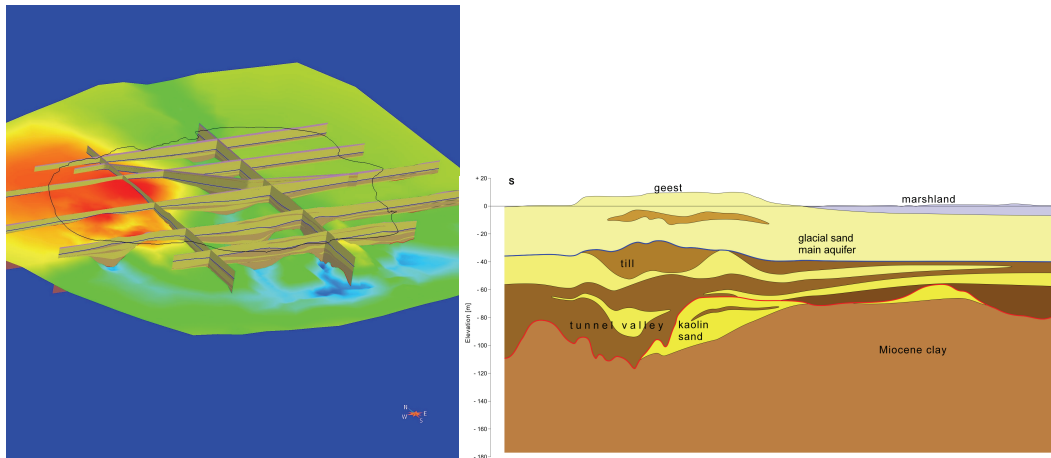 N
W E
S
S
geest
marshland
glacial sand
main aquifer
till
tunnel valley
kaolin
sand
Miocene clay
Elevation [m]
+ 20
0
- 20
- 40
- 60
- 80
- 100
- 120
- 140
- 160
- 180